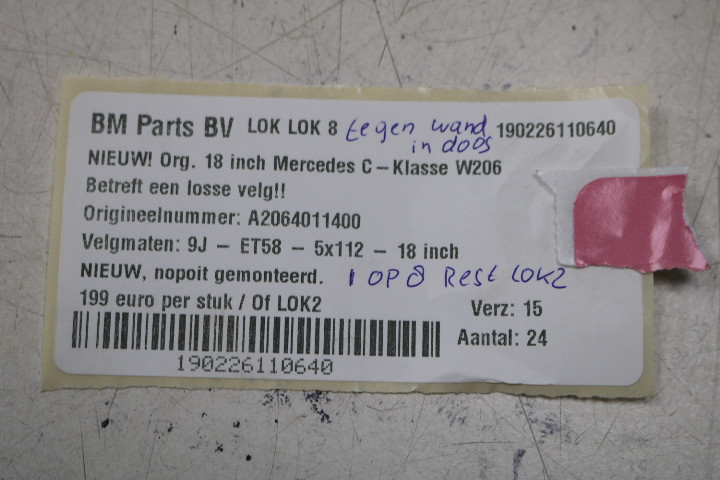 BM Parts BV LOK LOK 8 tegen wand 190226110640
in doos
NIEUW! Org. 18 inch Mercedes C-Klasse W206
Betreft een losse velg!!
Origineelnummer: A2064011400
Velgmaten: 9J - ET58 - 5x112 - 18 inch
NIEUW, nopoit gemonteerd. 1 OP 8 Rest LOK2
199 euro per stuk / Of LOK2 Verz: 15
Aantal: 24
190226110640